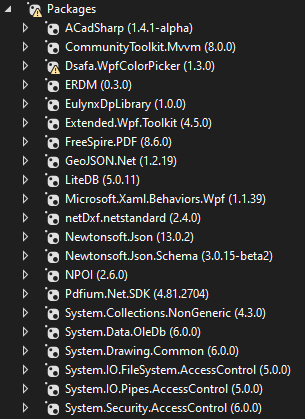 Packages
ACadSharp (1.4.1-alpha)
CommunityToolkit.Mvvm (8.0.0)
Dsafa.WpfColorPicker (1.3.0)
ERDM (0.3.0)
EulynxDpLibrary (1.0.0)
Extended.Wpf.Toolkit (4.5.0)
FreeSpire.PDF (8.6.0)
GeoJSON.Net (1.2.19)
LiteDB (5.0.11)
Microsoft.Xaml.Behaviors.Wpf (1.1.39)
netDxf.netstandard (2.4.0)
Newtonsoft.Json (13.0.2)
Newtonsoft.Json.Schema (3.0.15-beta2)
NPOI (2.6.0)
Pdfium.Net.SDK (4.81.2704)
System.Collections.NonGeneric (4.3.0)
System.Data.OleDb (6.0.0)
System.Drawing.Common (6.0.0)
System.IO.FileSystem.AccessControl (5.0.0)
System.IO.Pipes.AccessControl (5.0.0)
System.Security.AccessControl (6.0.0)